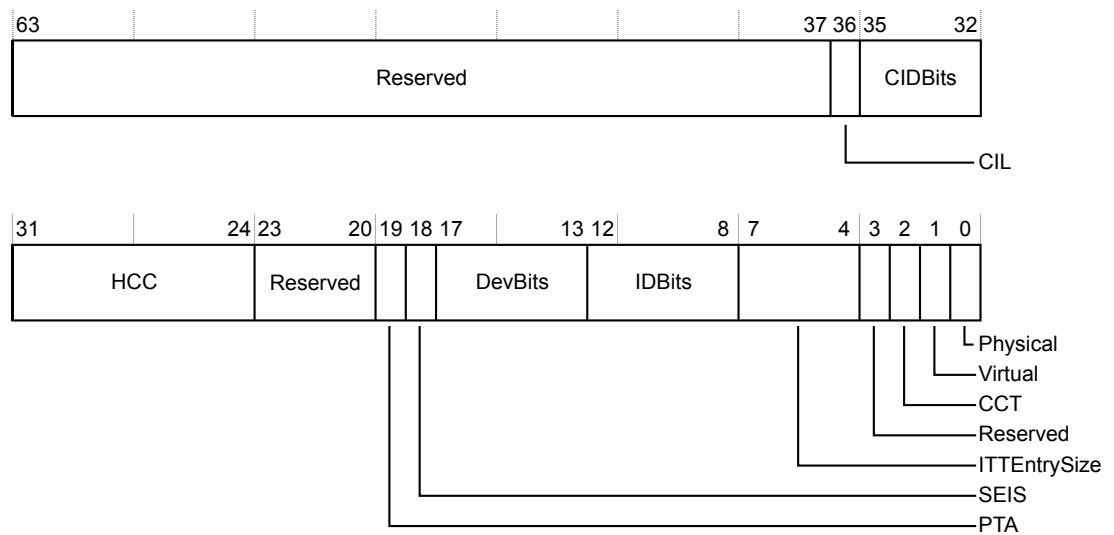 63 37 36 35 32
Reserved CIDBits
CIL
31 24 23 20 19 18 17 13 12 8 7 4 3 2 1 0
HCC Reserved DevBits IDBits
Physical
Virtual
CCT
Reserved
ITTEntrySize
SEIS
PTA